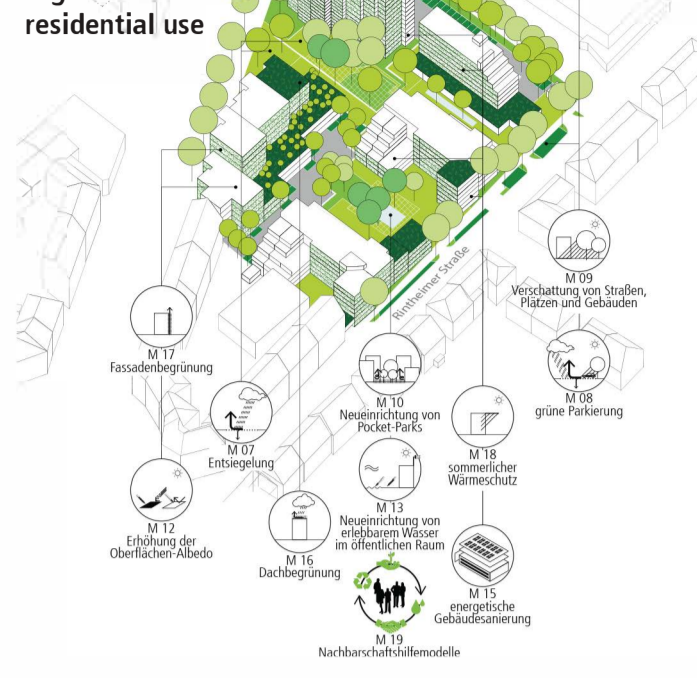 residential use
Rintheimer Straße
M 09
Verschattung von Straßen,
Plätzen und Gebäuden
M 17
Fassadenbegrünung
M 10
Neueinrichtung von
Pocket-Parks
M 08
grüne Parkierung
M 07
Entsiegelung
M 18
sommerlicher
Wärmeschutz
M 12
Erhöhung der
Oberflächen-Albedo
M 13
Neueinrichtung von
erlebbarem Wasser
im öffentlichen Raum
M 16
Dachbegrünung
M 15
energetische
Gebäudesanierung
M 19
Nachbarschaftshilfemodelle